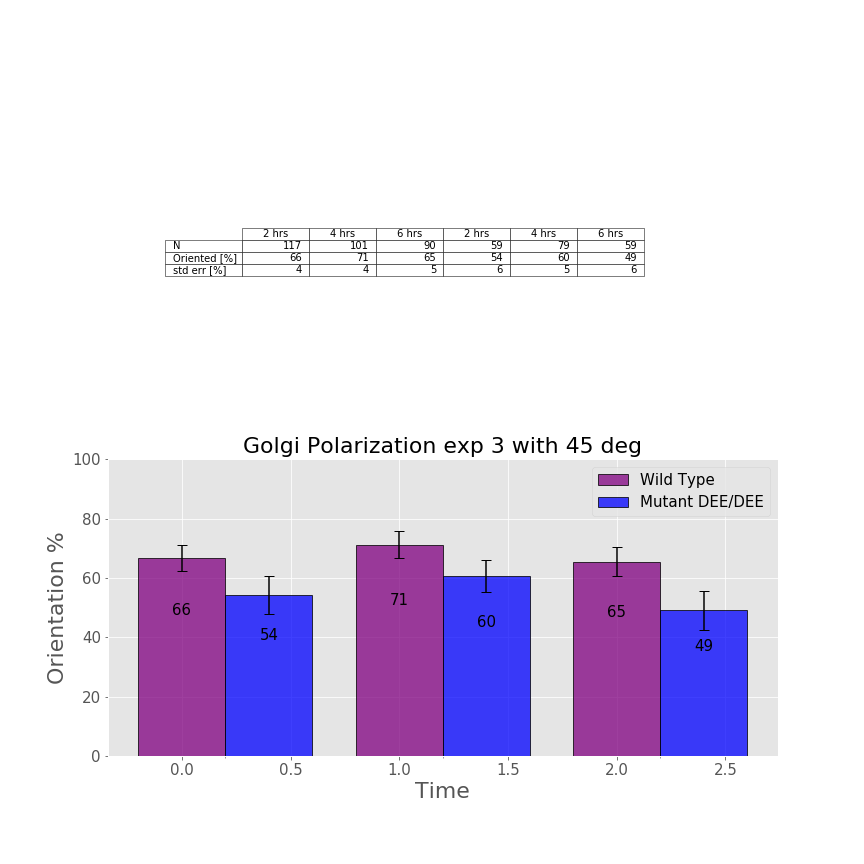 2 hrs 4 hrs 6 hrs 2 hrs 4 hrs 6 hrs
N 117 101 90 59 79 59
Oriented [%] 66 71 65 54 60 49
std err [%] 4 4 5 6 5 6
Golgi Polarization exp 3 with 45 deg
100
80
60
40
20
0
Orientation %
Wild Type
Mutant DEE/DEE
66
54
71
60
65
49
0.0 0.5 1.0 1.5 2.0 2.5
Time